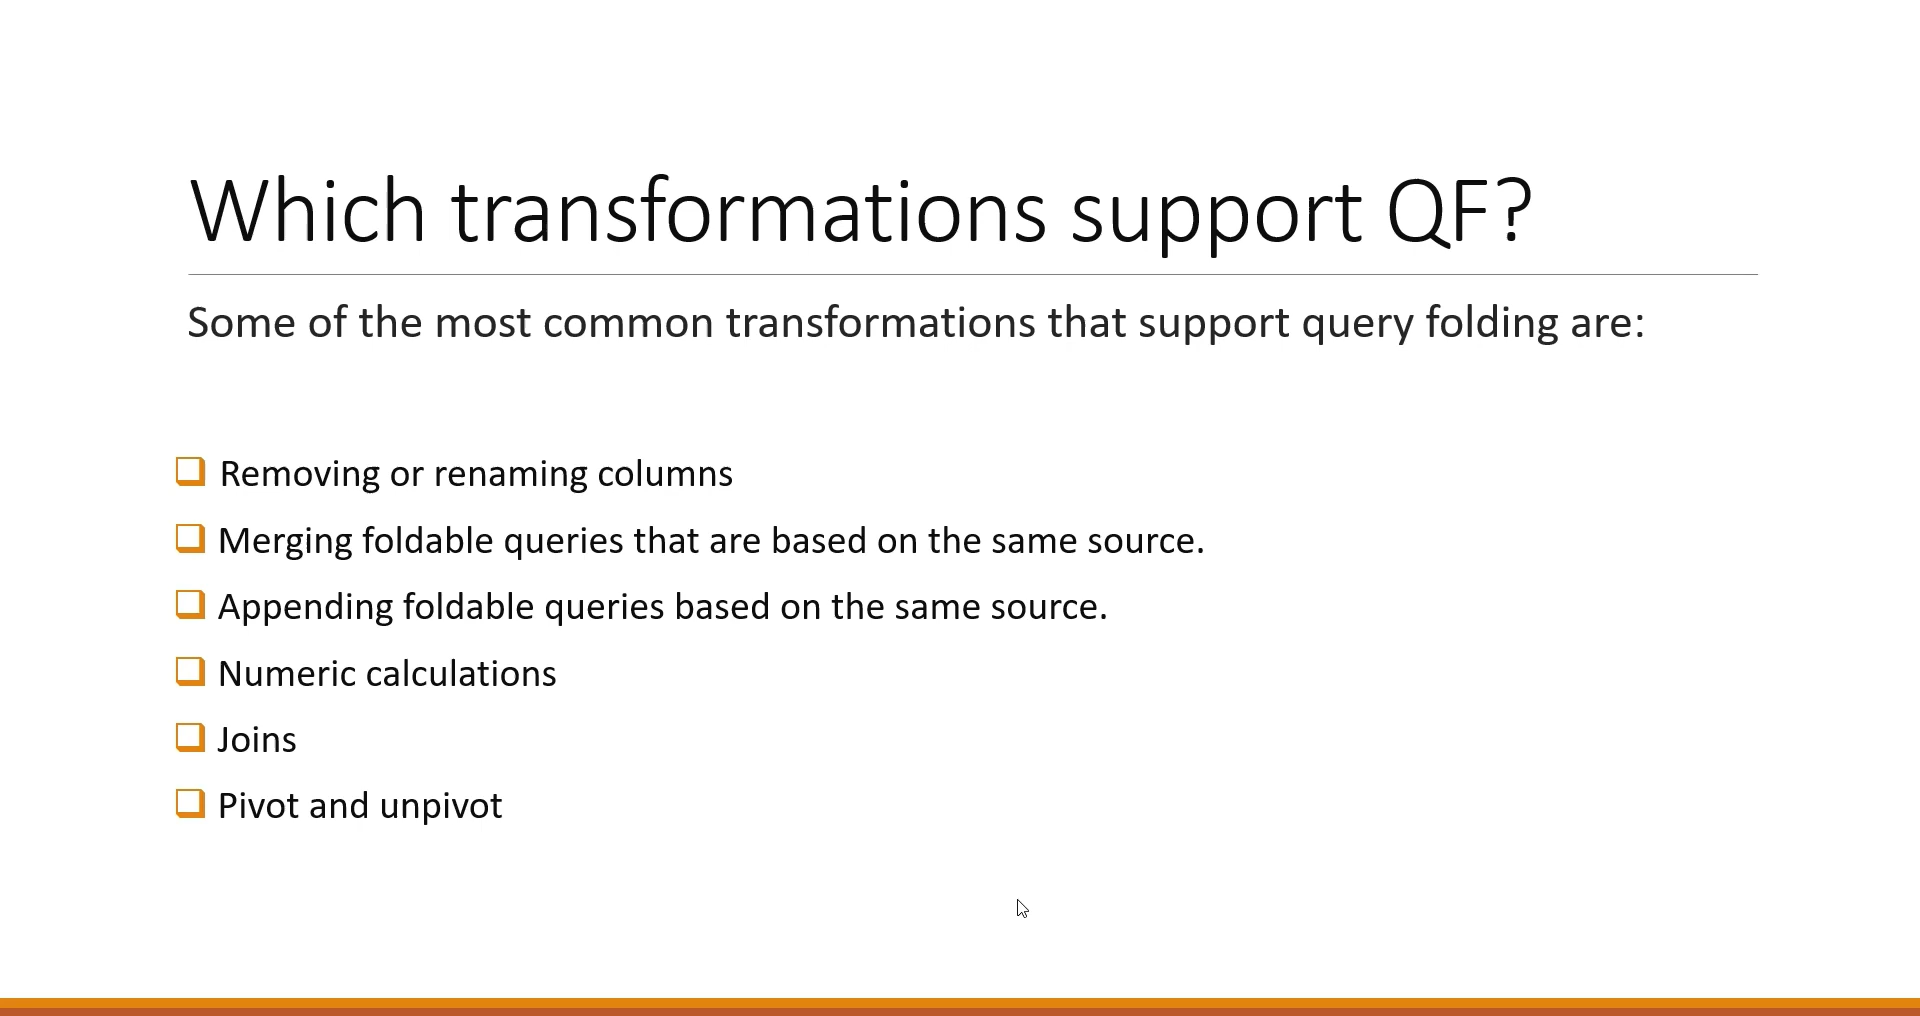 Which transformations support QF?
Some of the most common transformations that support query folding are:
Removing or renaming columns
Merging foldable queries that are based on the same source.
Appending foldable queries based on the same source.
Numeric calculations
Joins
Pivot and unpivot